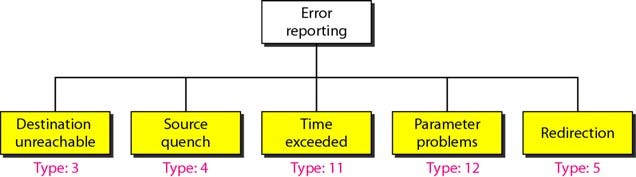 Error
reporting
Destination
unreachable
Source
quench
Time
exceeded
Parameter
problems
Redirection
Type: 3
Type: 4
Type: 11
Type: 12
Type: 5